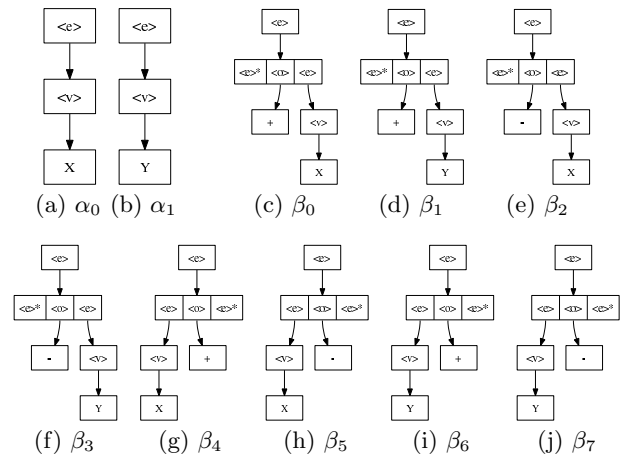 <e> <e> <e> <e> <e>
<v> <v> <e>* <o> <e> <e>* <o> <e> <e>* <o> <e>
+ <v> + <v> - <v>
X Y X Y X
(a) α₀ (b) α₁ (c) β₀ (d) β₁ (e) β₂
<e> <e> <e> <e> <e>
<e>* <o> <e> <e> <o> <e>* <e> <o> <e>* <e> <o> <e>* <e> <o> <e>*
- <v> <v> + <v> - <v> + <v> -
Y X X Y Y
(f) β₃ (g) β₄ (h) β₅ (i) β₆ (j) β₇